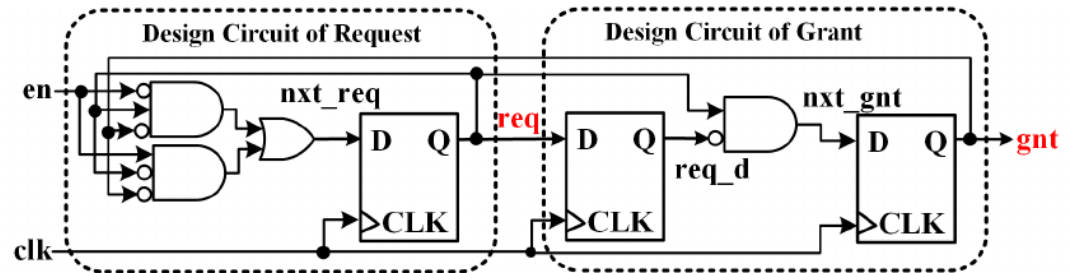 Design Circuit of Request
Design Circuit of Grant
en
nxt_req
nxt_gnt
D Q
req
D Q
req_d
D Q
gnt
CLK
CLK
CLK
clk